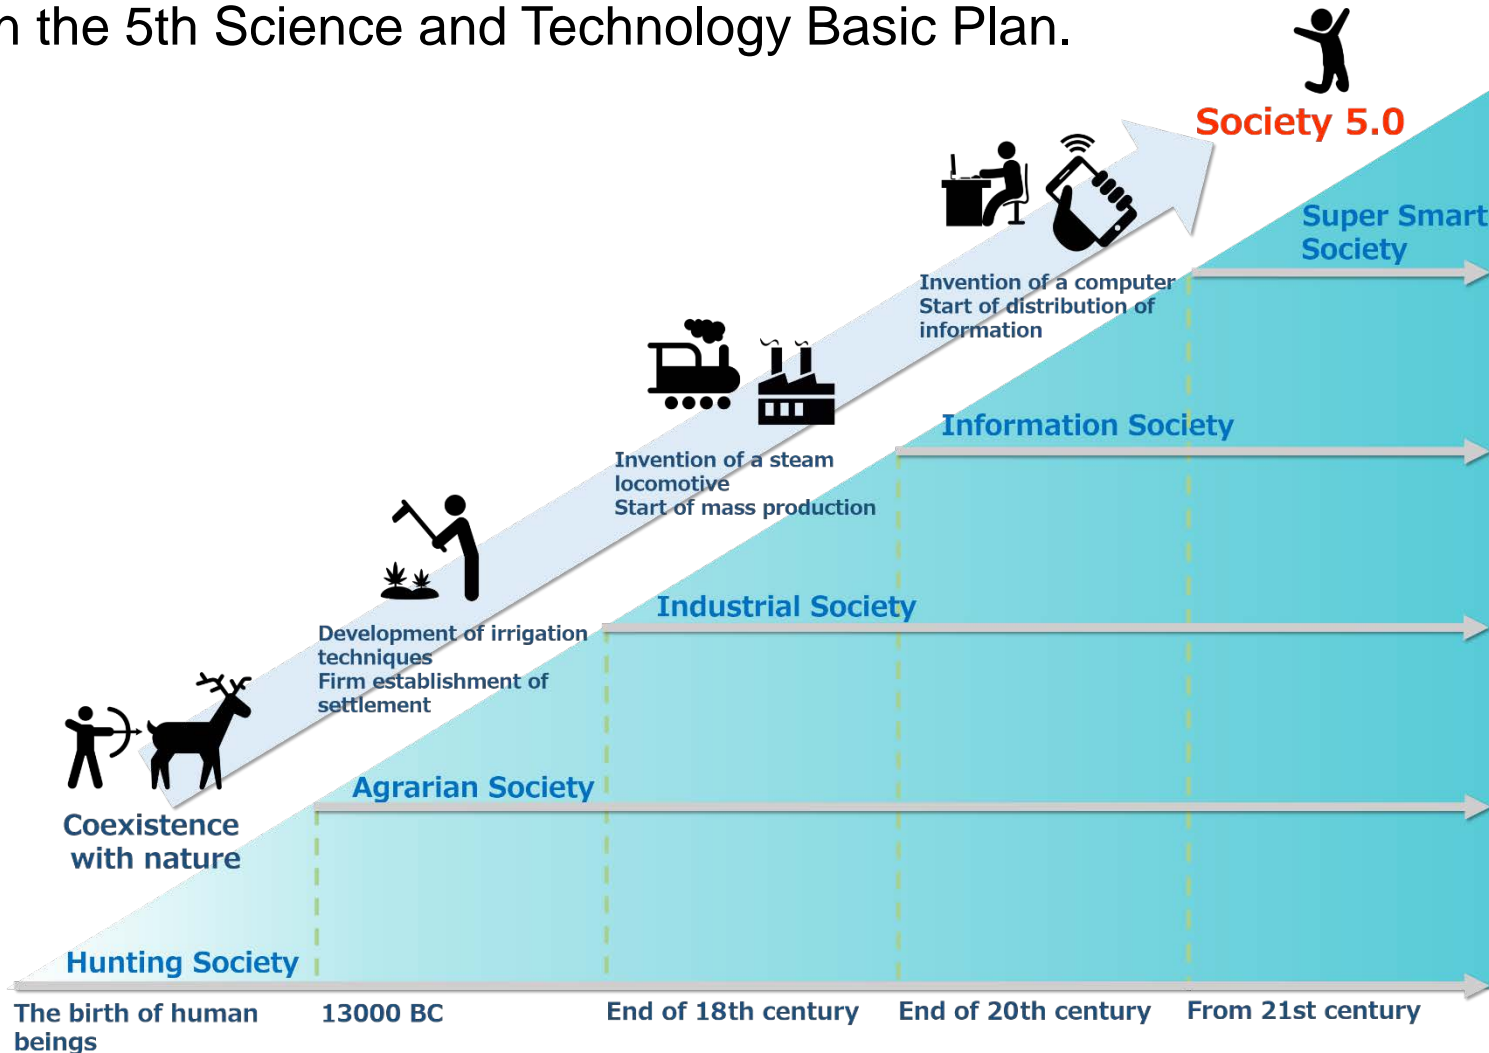 the 5th Science and Technology Basic Plan.
Society 5.0
Super Smart
Society
Invention of a computer
Start of distribution of
information
Information Society
Invention of a steam
locomotive
Start of mass production
Industrial Society
Development of irrigation
techniques
Firm establishment of
settlement
Agrarian Society
Coexistence
with nature
Hunting Society
The birth of human
beings
13000 BC
End of 18th century
End of 20th century
From 21st century